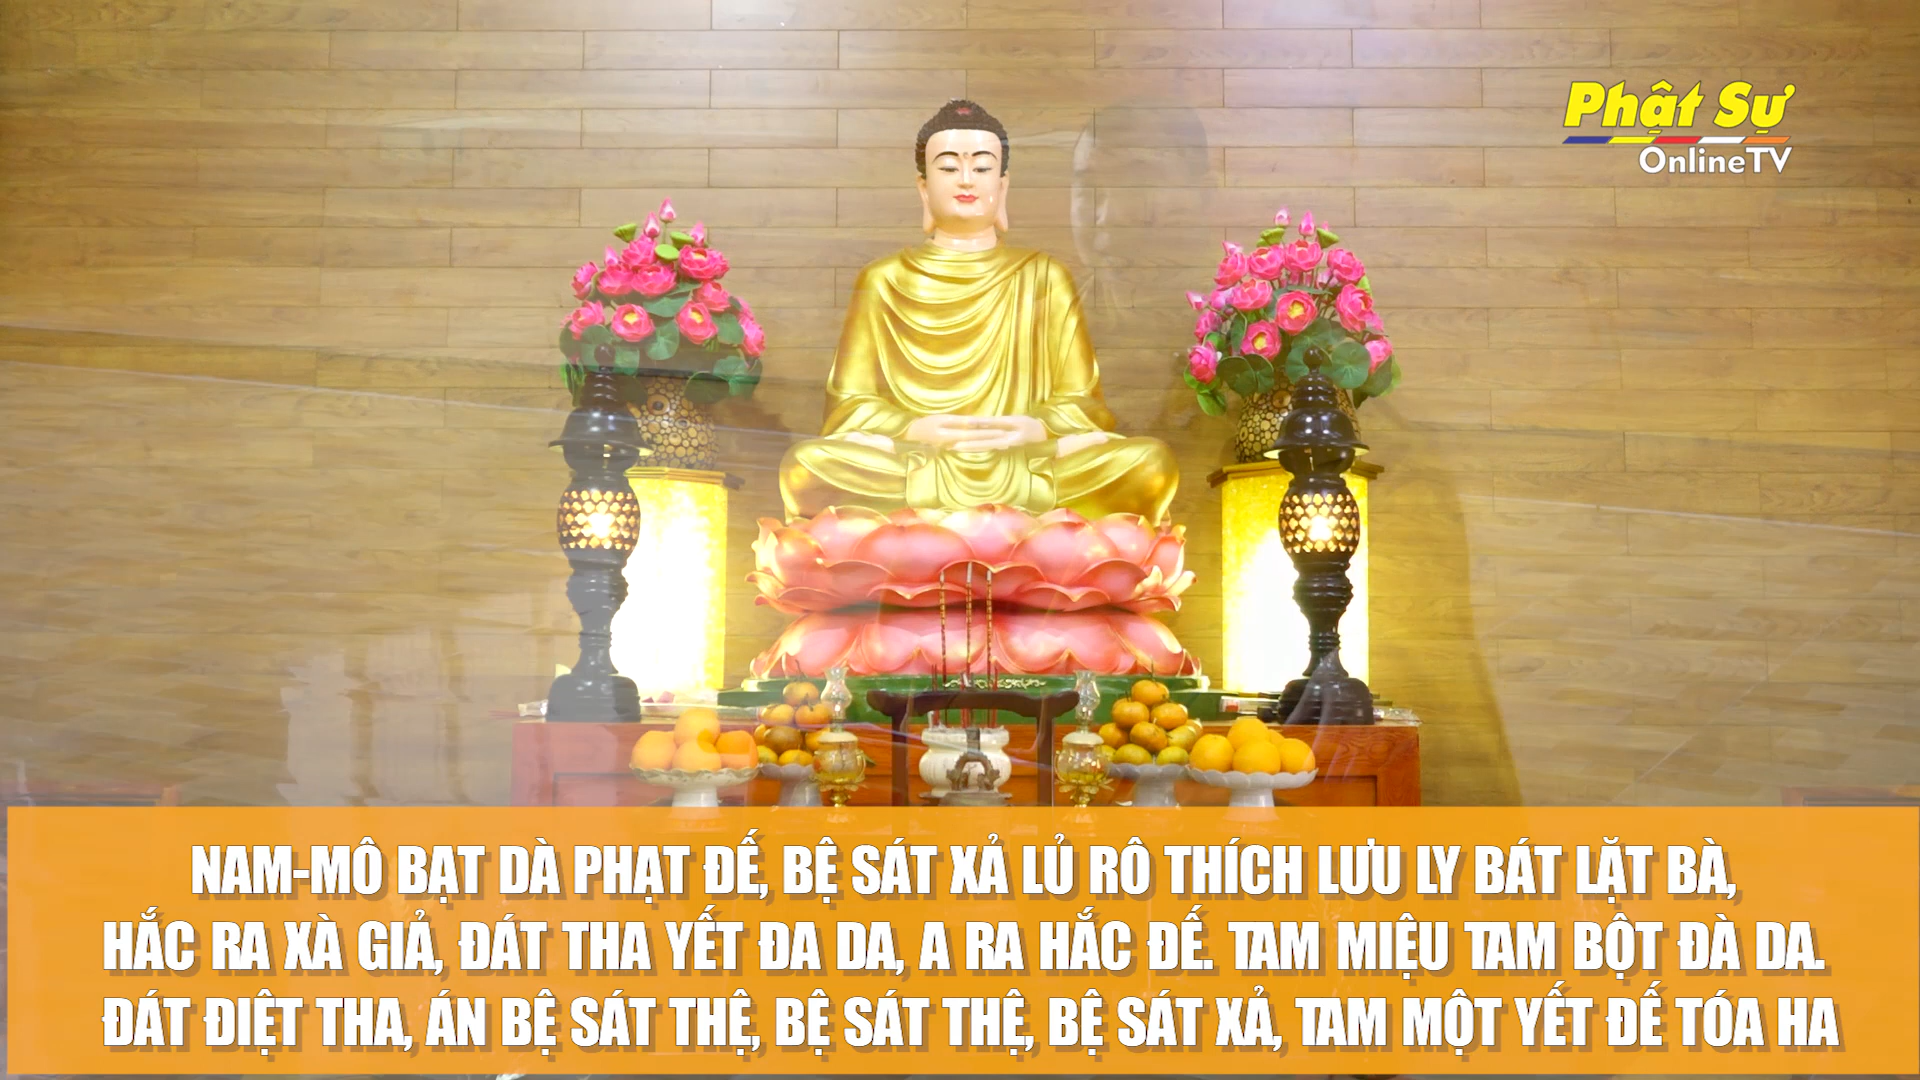 Phật Sự
OnlineTV
NAM-MÔ BẠT DÀ PHẠT ĐẾ, BỆ SÁT XẢ LỦ RÔ THÍCH LƯU LY BÁT LẶT BÀ,
HẮC RA XÀ GIẢ, ĐÁT THA YẾT ĐA DA, A RA HẮC ĐẾ. TAM MIỆU TAM BỘT ĐÀ DA.
ĐÁT ĐIỆT THA, ÁN BỆ SÁT THỆ, BỆ SÁT THỆ, BỆ SÁT XẢ, TAM MỘT YẾT ĐẾ TÓA HA